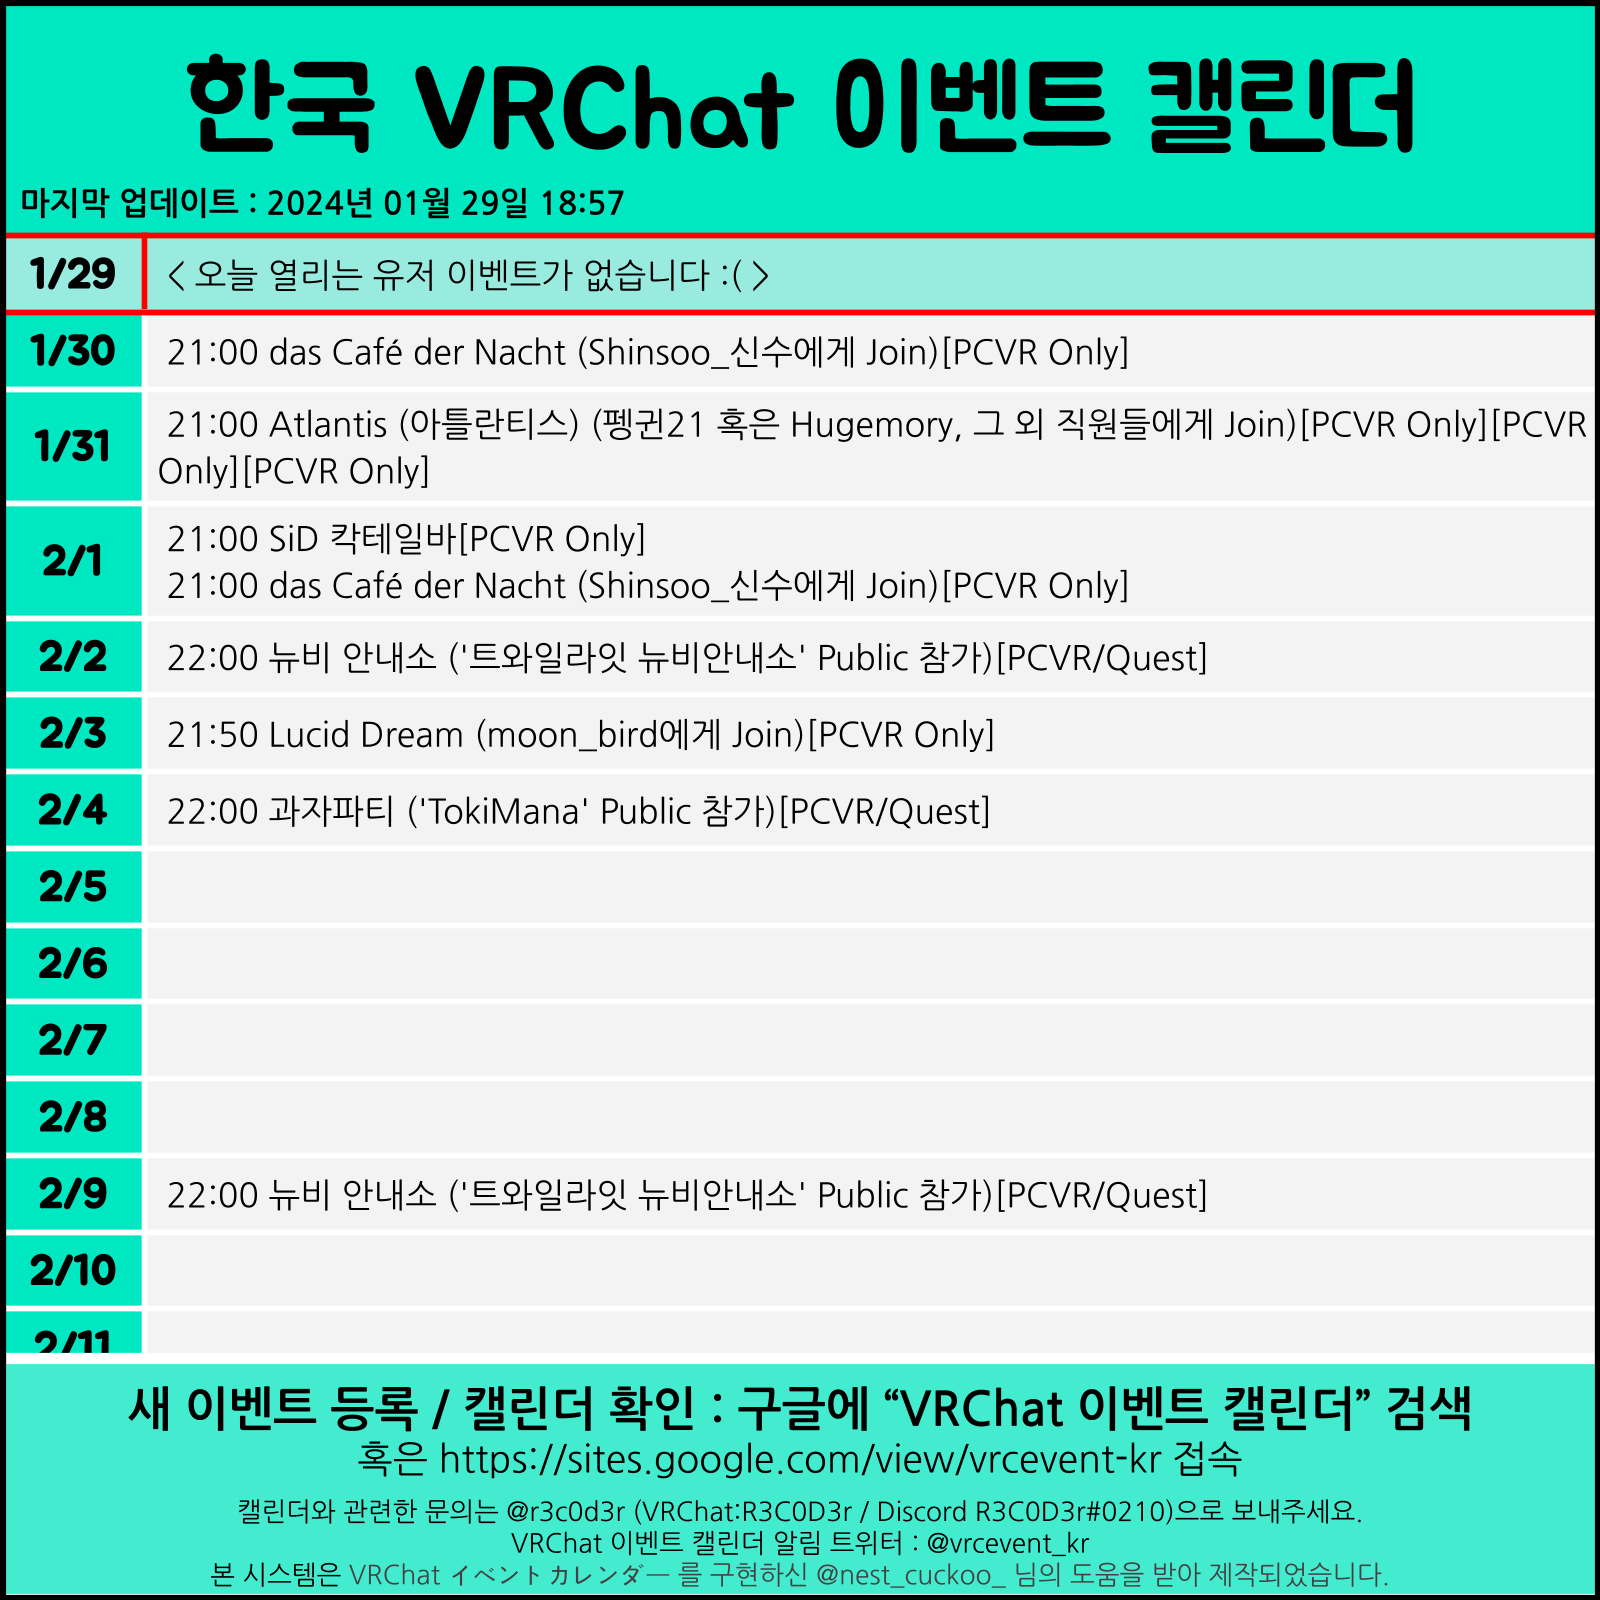 한국 VRChat 이벤트 캘린더
마지막 업데이트 : 2024년 01월 29일 18:57
1/29 < 오늘 열리는 유저 이벤트가 없습니다 :( >
1/30 21:00 das Café der Nacht (Shinsoo_신수에게 Join)[PCVR Only]
1/31 21:00 Atlantis (아틀란티스) (펭귄21 혹은 Hugemory, 그 외 직원들에게 Join)[PCVR Only][PCVR
Only][PCVR Only]
2/1 21:00 SiD 칵테일바[PCVR Only]
21:00 das Café der Nacht (Shinsoo_신수에게 Join)[PCVR Only]
2/2 22:00 뉴비 안내소 ('트와일라잇 뉴비안내소' Public 참가)[PCVR/Quest]
2/3 21:50 Lucid Dream (moon_bird에게 Join)[PCVR Only]
2/4 22:00 과자파티 ('TokiMana' Public 참가)[PCVR/Quest]
2/5
2/6
2/7
2/8
2/9 22:00 뉴비 안내소 ('트와일라잇 뉴비안내소' Public 참가)[PCVR/Quest]
2/10
2/11
새 이벤트 등록 / 캘린더 확인 : 구글에 “VRChat 이벤트 캘린더” 검색
혹은 https://sites.google.com/view/vrcevent-kr 접속
캘린더와 관련한 문의는 @r3c0d3r (VRChat:R3C0D3r / Discord R3C0D3r#0210)으로 보내주세요.
VRChat 이벤트 캘린더 알림 트위터 : @vrcevent_kr
본 시스템은 VRChat イベントカレンダー 를 구현하신 @nest_cuckoo_ 님의 도움을 받아 제작되었습니다.